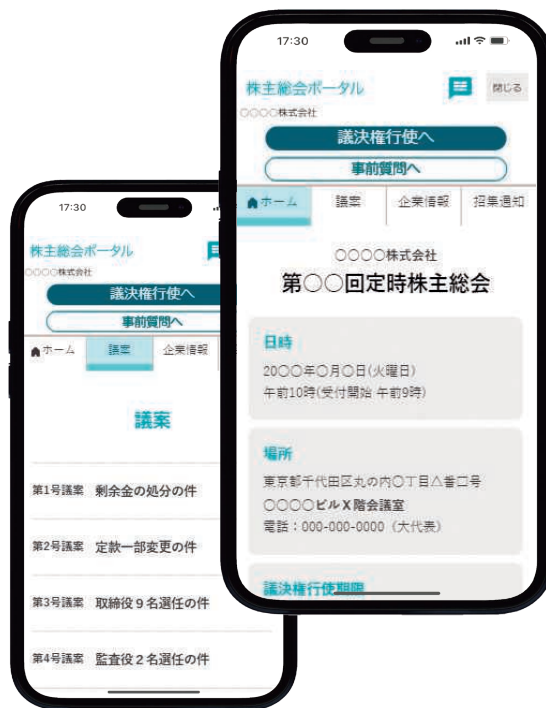 17:30
株主総会ポータル
閉じる
○○○○株式会社
議決権行使へ
事前質問へ
ホーム 議案 企業情報 招集通知
○○○○株式会社
第○○回定時株主総会
日時
20○○年○月○日(火曜日)
午前10時(受付開始 午前9時)
場所
東京都千代田区丸の内○丁目△番□号
○○○○ビルX階会議室
電話：000-000-0000（大代表）
議決権行使期限
17:30
株主総会ポータル
○○○○株式会社
議決権行使へ
事前質問へ
ホーム 議案 企業情報
議案
第1号議案 剰余金の処分の件
第2号議案 定款一部変更の件
第3号議案 取締役９名選任の件
第4号議案 監査役２名選任の件